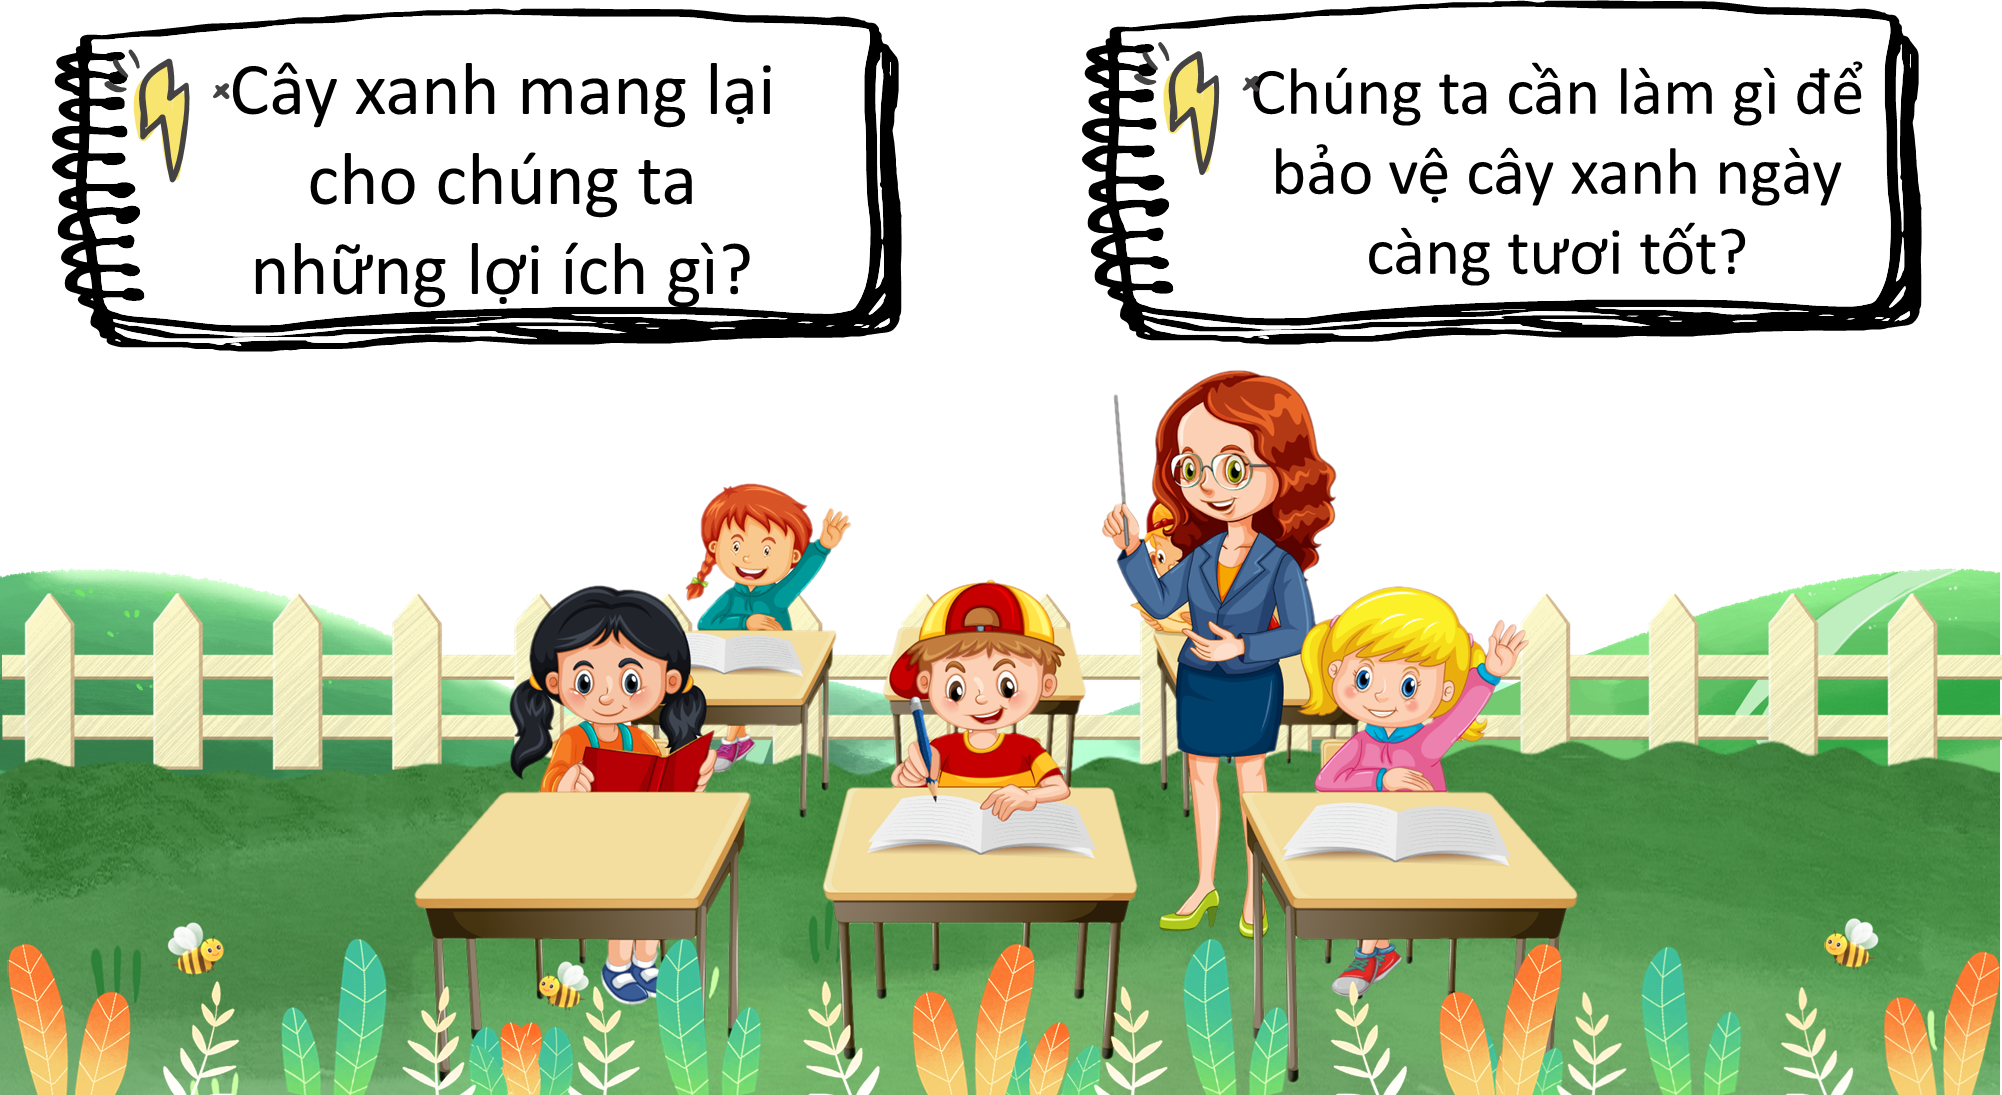 Cây xanh mang lại
cho chúng ta
những lợi ích gì?
Chúng ta cần làm gì để
bảo vệ cây xanh ngày
càng tươi tốt?